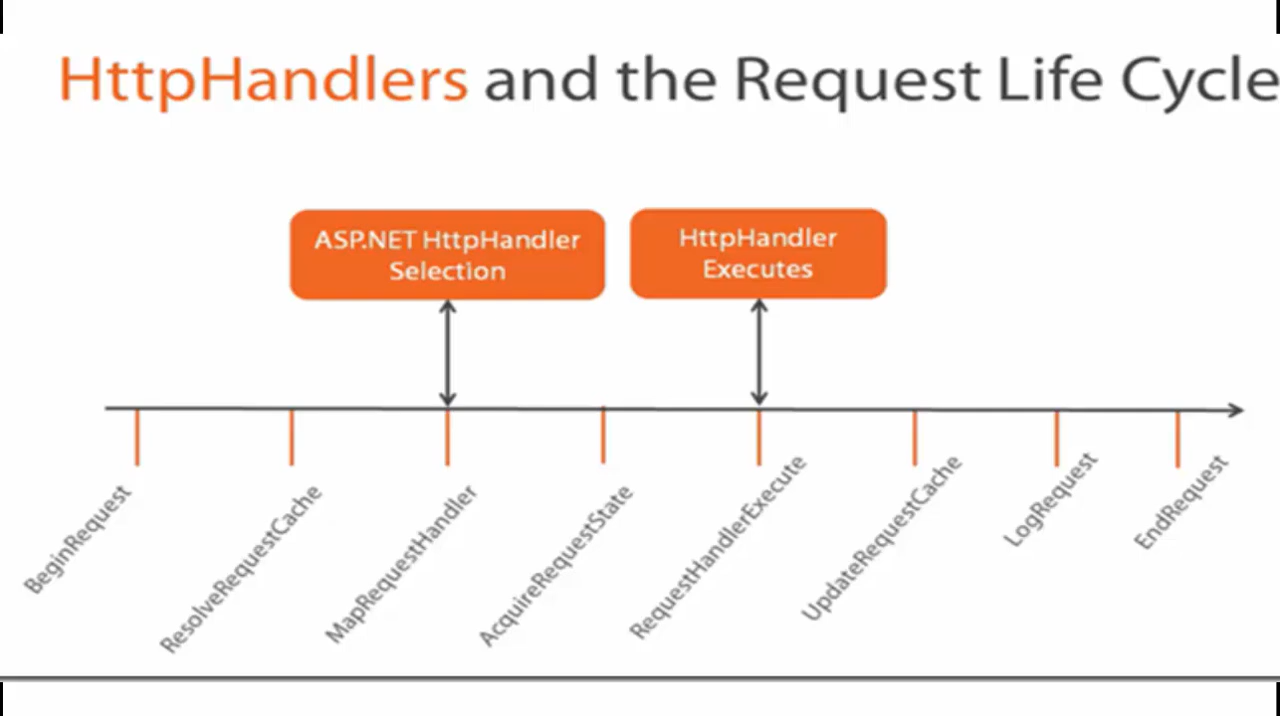 HttpHandlers and the Request Life Cycle
ASP.NET HttpHandler
Selection
HttpHandler
Executes
BeginRequest
ResolveRequestCache
MapRequestHandler
AcquireRequestState
RequestHandlerExecute
UpdateRequestCache
LogRequest
EndRequest